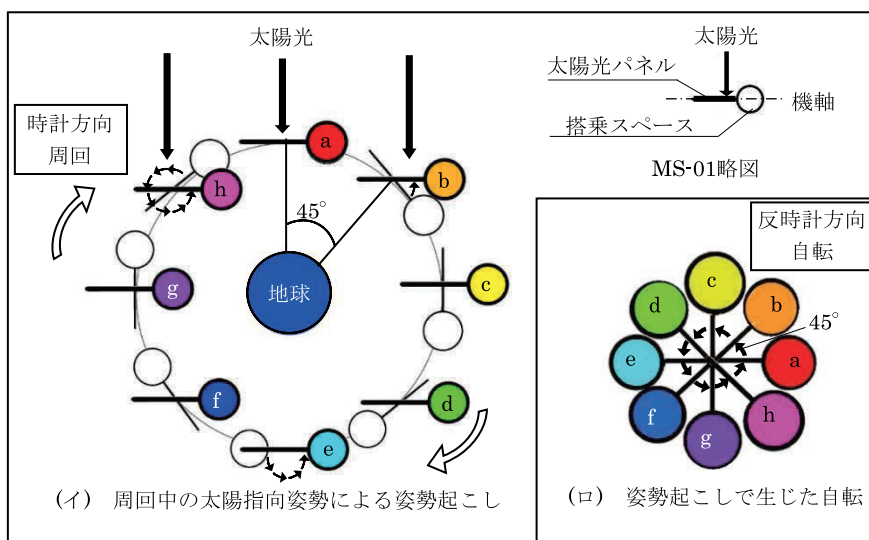 太陽光
時計方向
周回
a
b
h
45°
g
地球
c
f
d
e
(イ) 周回中の太陽指向姿勢による姿勢起こし
太陽光
太陽光パネル
機軸
搭乗スペース
MS-01略図
反時計方向
自転
c
d
b
45°
e
a
f
h
g
(ロ) 姿勢起こしで生じた自転